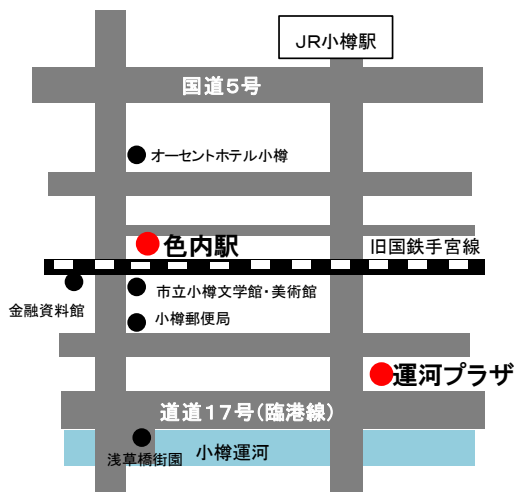 JR小樽駅
国道5号
オーセントホテル小樽
色内駅
旧国鉄手宮線
市立小樽文学館・美術館
金融資料館
小樽郵便局
運河プラザ
道道17号(臨港線)
小樽運河
浅草橋街園